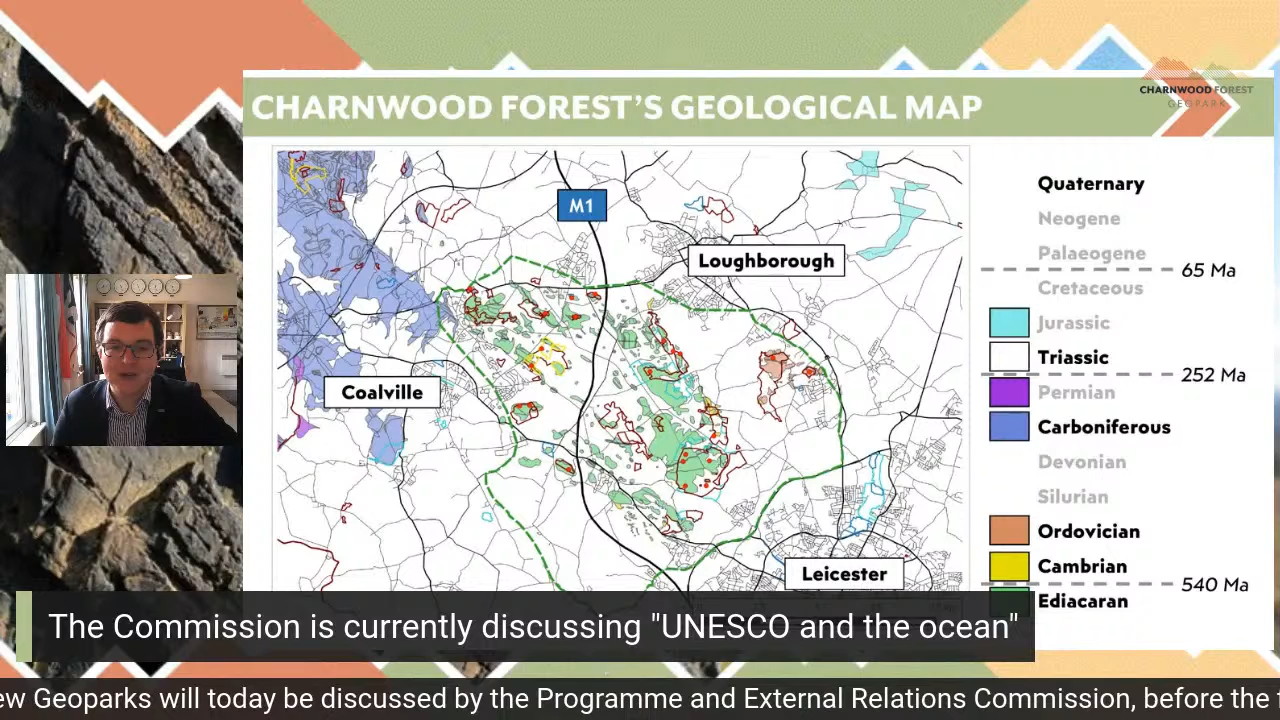 CHARNWOOD FOREST'S GEOLOGICAL MAP
CHARNWOOD FOREST
GEOPARK
M1
Loughborough
Coalville
Leicester
Quaternary
Neogene
Palaeogene
65 Ma
Cretaceous
Jurassic
Triassic
252 Ma
Permian
Carboniferous
Devonian
Silurian
Ordovician
Cambrian
540 Ma
Ediacaran
The Commission is currently discussing "UNESCO and the ocean"
Geoparks will today be discussed by the Programme and External Relations Commission, before the